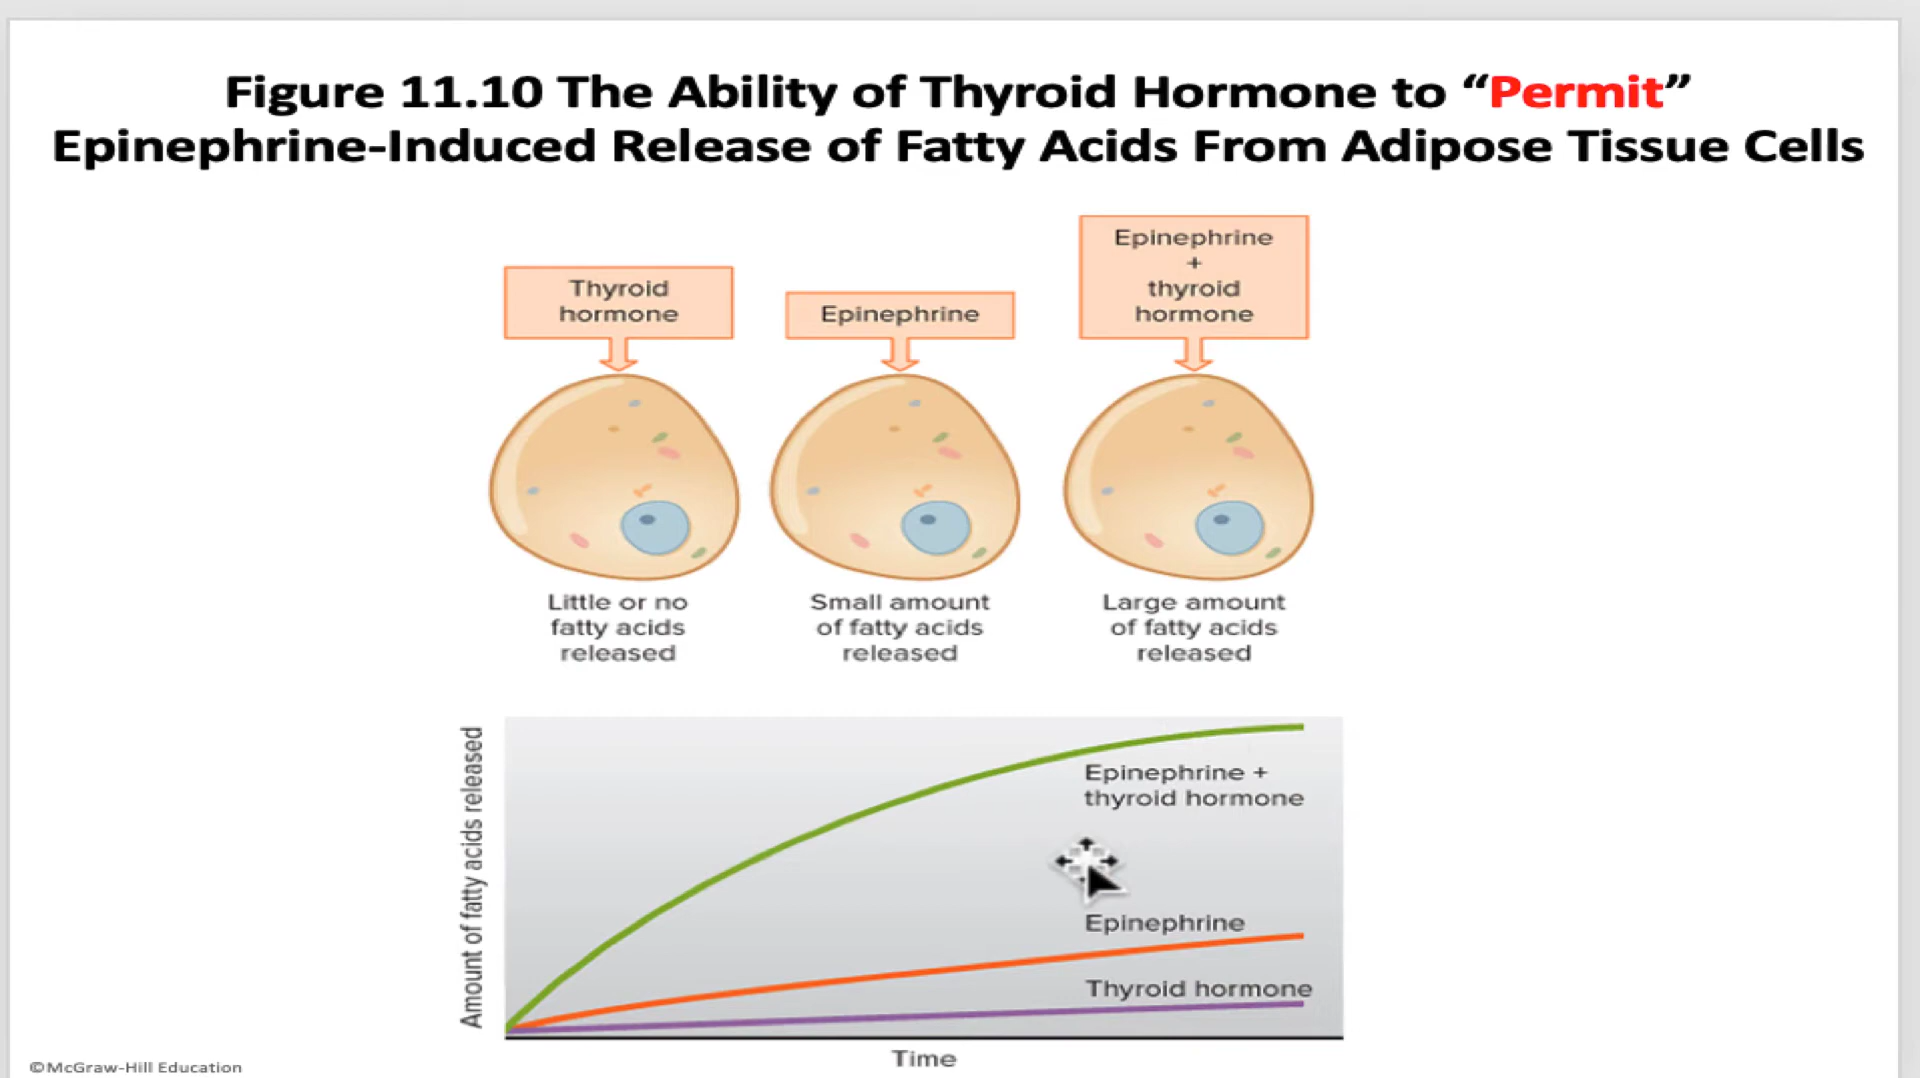 Figure 11.10 The Ability of Thyroid Hormone to “Permit”
Epinephrine-Induced Release of Fatty Acids From Adipose Tissue Cells
Thyroid
hormone
Epinephrine
Epinephrine
+
thyroid
hormone
Little or no
fatty acids
released
Small amount
of fatty acids
released
Large amount
of fatty acids
released
Amount of fatty acids released
Epinephrine +
thyroid hormone
Epinephrine
Thyroid hormone
Time
©McGraw-Hill Education